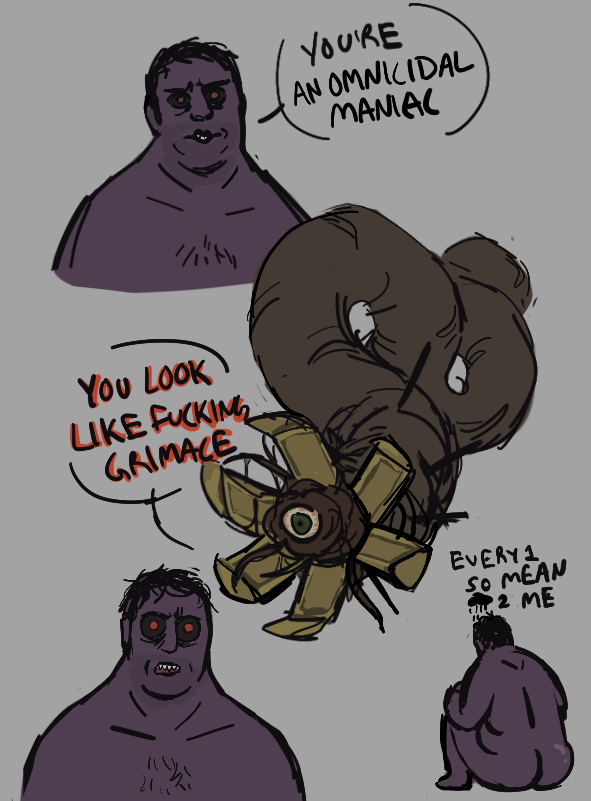 YOU'RE
AN OMNICIDAL
MANIAC
YOU LOOK
LIKE FUCKING
GRIMACE
EVERY1
SO MEAN
2 ME